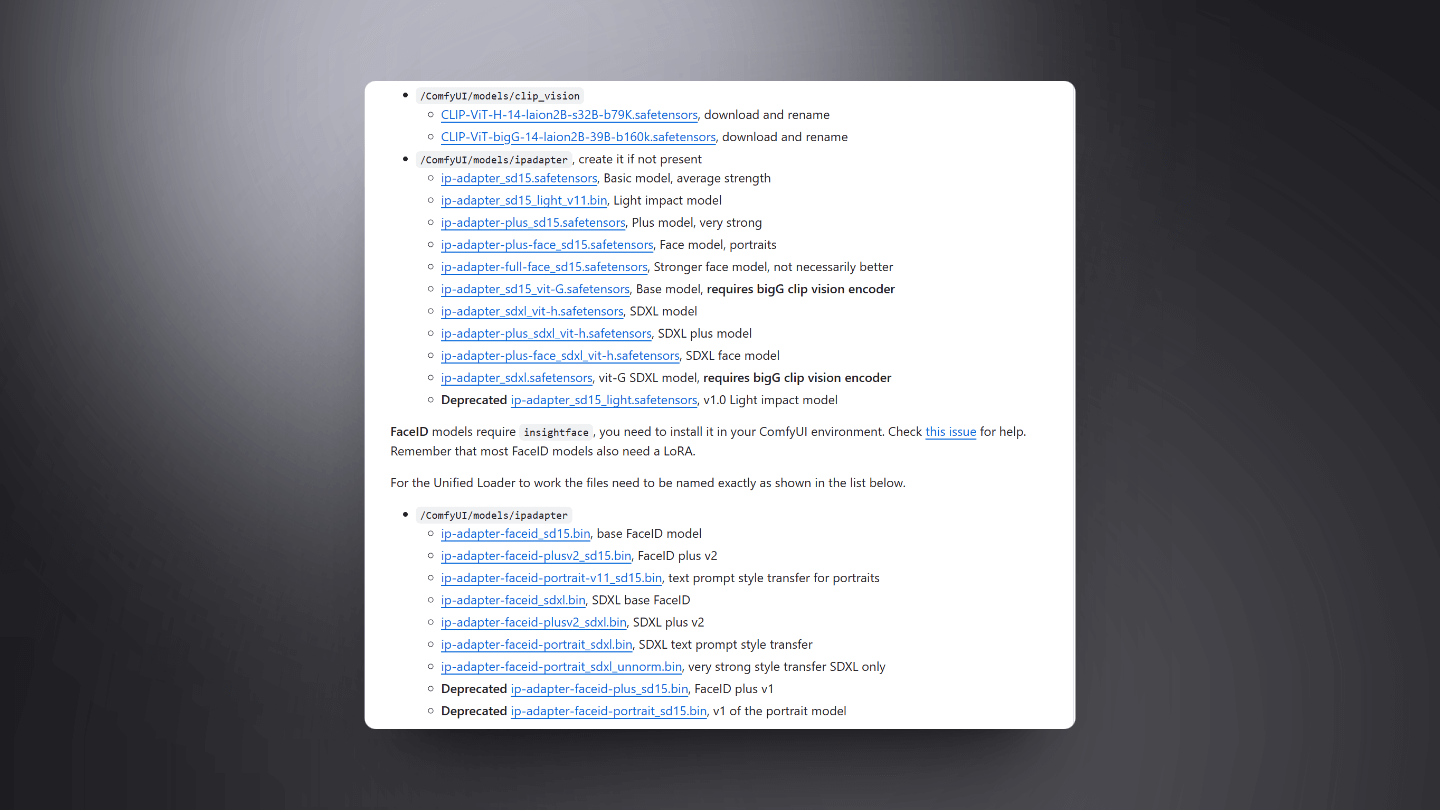 /ComfyUI/models/clip_vision
CLIP-ViT-H-14-laion2B-s32B-b79K.safetensors, download and rename
CLIP-ViT-bigG-14-laion2B-39B-b160k.safetensors, download and rename
/ComfyUI/models/ipadapter, create it if not present
ip-adapter_sd15.safetensors, Basic model, average strength
ip-adapter_sd15_light_v11.bin, Light impact model
ip-adapter-plus_sd15.safetensors, Plus model, very strong
ip-adapter-plus-face_sd15.safetensors, Face model, portraits
ip-adapter-full-face_sd15.safetensors, Stronger face model, not necessarily better
ip-adapter_sd15_vit-G.safetensors, Base model, requires bigG clip vision encoder
ip-adapter_sdxl_vit-h.safetensors, SDXL model
ip-adapter-plus_sdxl_vit-h.safetensors, SDXL plus model
ip-adapter-plus-face_sdxl_vit-h.safetensors, SDXL face model
ip-adapter_sdxl.safetensors, vit-G SDXL model, requires bigG clip vision encoder
Deprecated ip-adapter_sd15_light.safetensors, v1.0 Light impact model
FaceID models require insightface, you need to install it in your ComfyUI environment. Check this issue for help.
Remember that most FaceID models also need a LoRA.
For the Unified Loader to work the files need to be named exactly as shown in the list below.
/ComfyUI/models/ipadapter
ip-adapter-faceid_sd15.bin, base FaceID model
ip-adapter-faceid-plusv2_sd15.bin, FaceID plus v2
ip-adapter-faceid-portrait-v11_sd15.bin, text prompt style transfer for portraits
ip-adapter-faceid_sdxl.bin, SDXL base FaceID
ip-adapter-faceid-plusv2_sdxl.bin, SDXL plus v2
ip-adapter-faceid-portrait_sdxl.bin, SDXL text prompt style transfer
ip-adapter-faceid-portrait_sdxl_unnorm.bin, very strong style transfer SDXL only
Deprecated ip-adapter-faceid-plus_sd15.bin, FaceID plus v1
Deprecated ip-adapter-faceid-portrait_sd15.bin, v1 of the portrait model